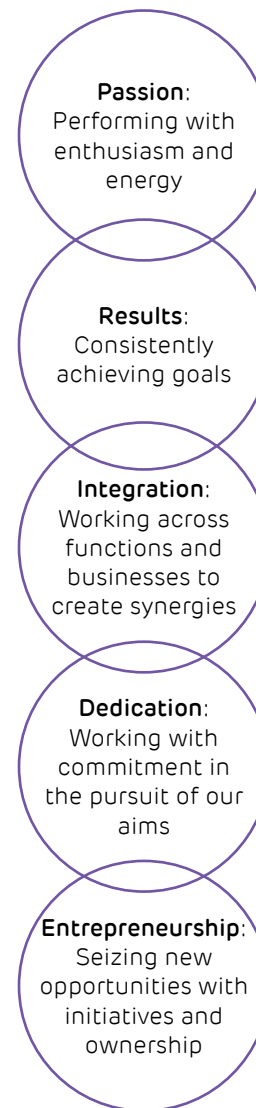 Passion:
Performing with
enthusiasm and
energy
Results:
Consistently
achieving goals
Integration:
Working across
functions and
businesses to
create synergies
Dedication:
Working with
commitment in
the pursuit of our
aims
Entrepreneurship:
Seizing new
opportunities with
initiatives and
ownership